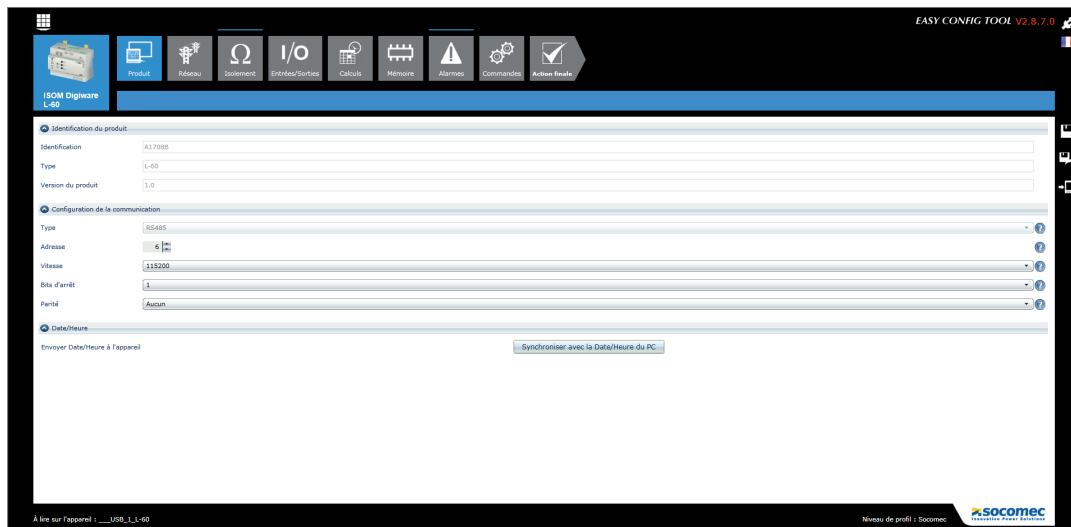 EASY CONFIG TOOL V2.8.7.0
Produit
Réseau
Ω
Isolement
I/O
Entrées/Sorties
Calculs
Mémoire
Alarmes
Commandes
Action finale
ISOM Digiware
L-60
Identification du produit
Identification A1708B
Type L-60
Version du produit 1.0
Configuration de la communication
Type RS485
Adresse 6
Vitesse 115200
Bits d'arrêt 1
Parité Aucun
Date/Heure
Envoyer Date/Heure à l'appareil Synchroniser avec la Date/Heure du PC
À lire sur l'appareil : ___USB_1_L-60
Niveau de profil : Socomec
socomec
Innovative Power Solutions